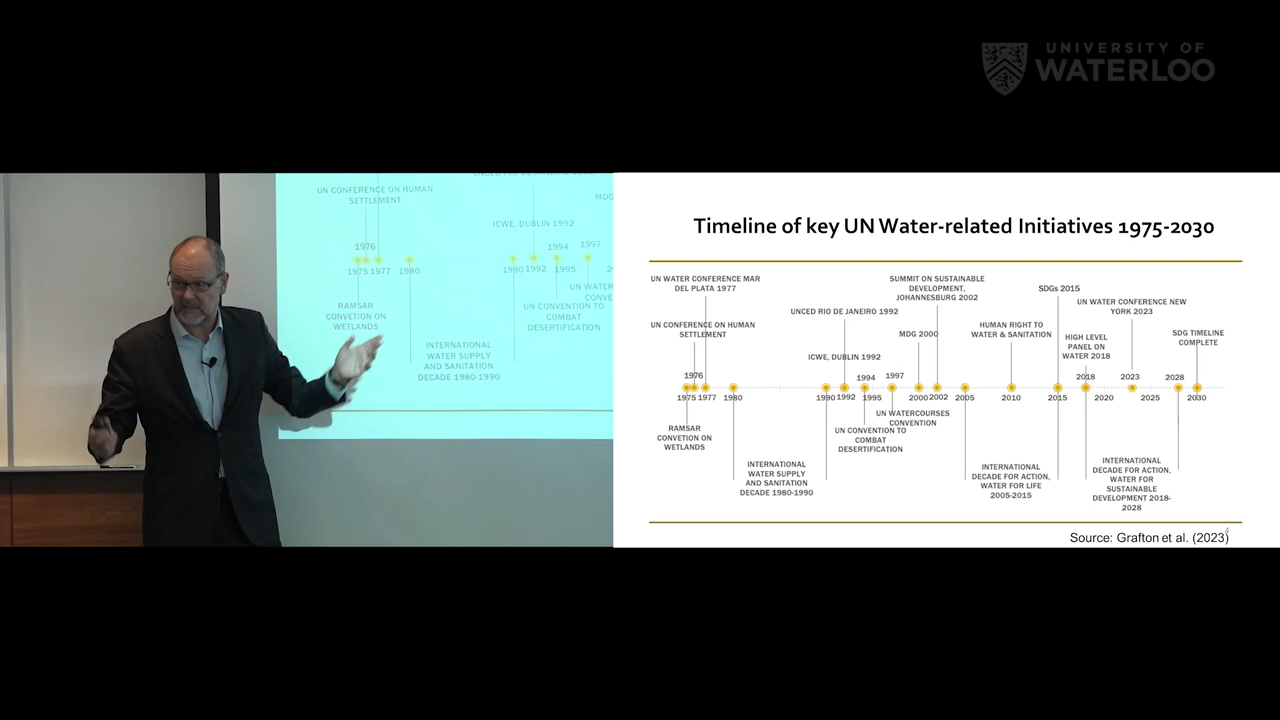 UNIVERSITY OF
WATERLOO
UN CONFERENCE ON HUMAN
SETTLEMENT
ICWE, DUBLIN 1992
1976
1994
1997
1975
1977
1980
1990
1992
1995
RAMSAR
CONVETION ON
WETLANDS
UN WATER
CONVE
UN CONVENTION TO
COMBAT
DESERTIFICATION
INTERNATIONAL
WATER SUPPLY
AND SANITATION
DECADE 1980-1990
Timeline of key UN Water-related Initiatives 1975-2030
UN WATER CONFERENCE MAR
DEL PLATA 1977
SUMMIT ON SUSTAINABLE
DEVELOPMENT,
JOHANNESBURG 2002
SDGs 2015
UN WATER CONFERENCE NEW
YORK 2023
UNCED RIO DE JANEIRO 1992
UN CONFERENCE ON HUMAN
SETTLEMENT
MDG 2000
HUMAN RIGHT TO
WATER & SANITATION
HIGH LEVEL
PANEL ON
WATER 2018
SDG TIMELINE
COMPLETE
ICWE, DUBLIN 1992
1976
1994
1997
2018
2023
2028
1975
1977
1980
1990
1992
1995
2000
2002
2005
2010
2015
2020
2025
2030
RAMSAR
CONVETION ON
WETLANDS
UN WATERCOURSES
CONVENTION
UN CONVENTION TO
COMBAT
DESERTIFICATION
INTERNATIONAL
WATER SUPPLY
AND SANITATION
DECADE 1980-1990
INTERNATIONAL
DECADE FOR ACTION,
WATER FOR LIFE
2005-2015
INTERNATIONAL
DECADE FOR ACTION,
WATER FOR
SUSTAINABLE
DEVELOPMENT 2018-
2028
Source: Grafton et al. (2023)
4